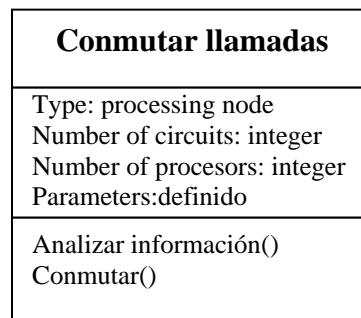 Conmutar llamadas
Type: processing node
Number of circuits: integer
Number of procesors: integer
Parameters:definido
Analizar información()
Conmutar()